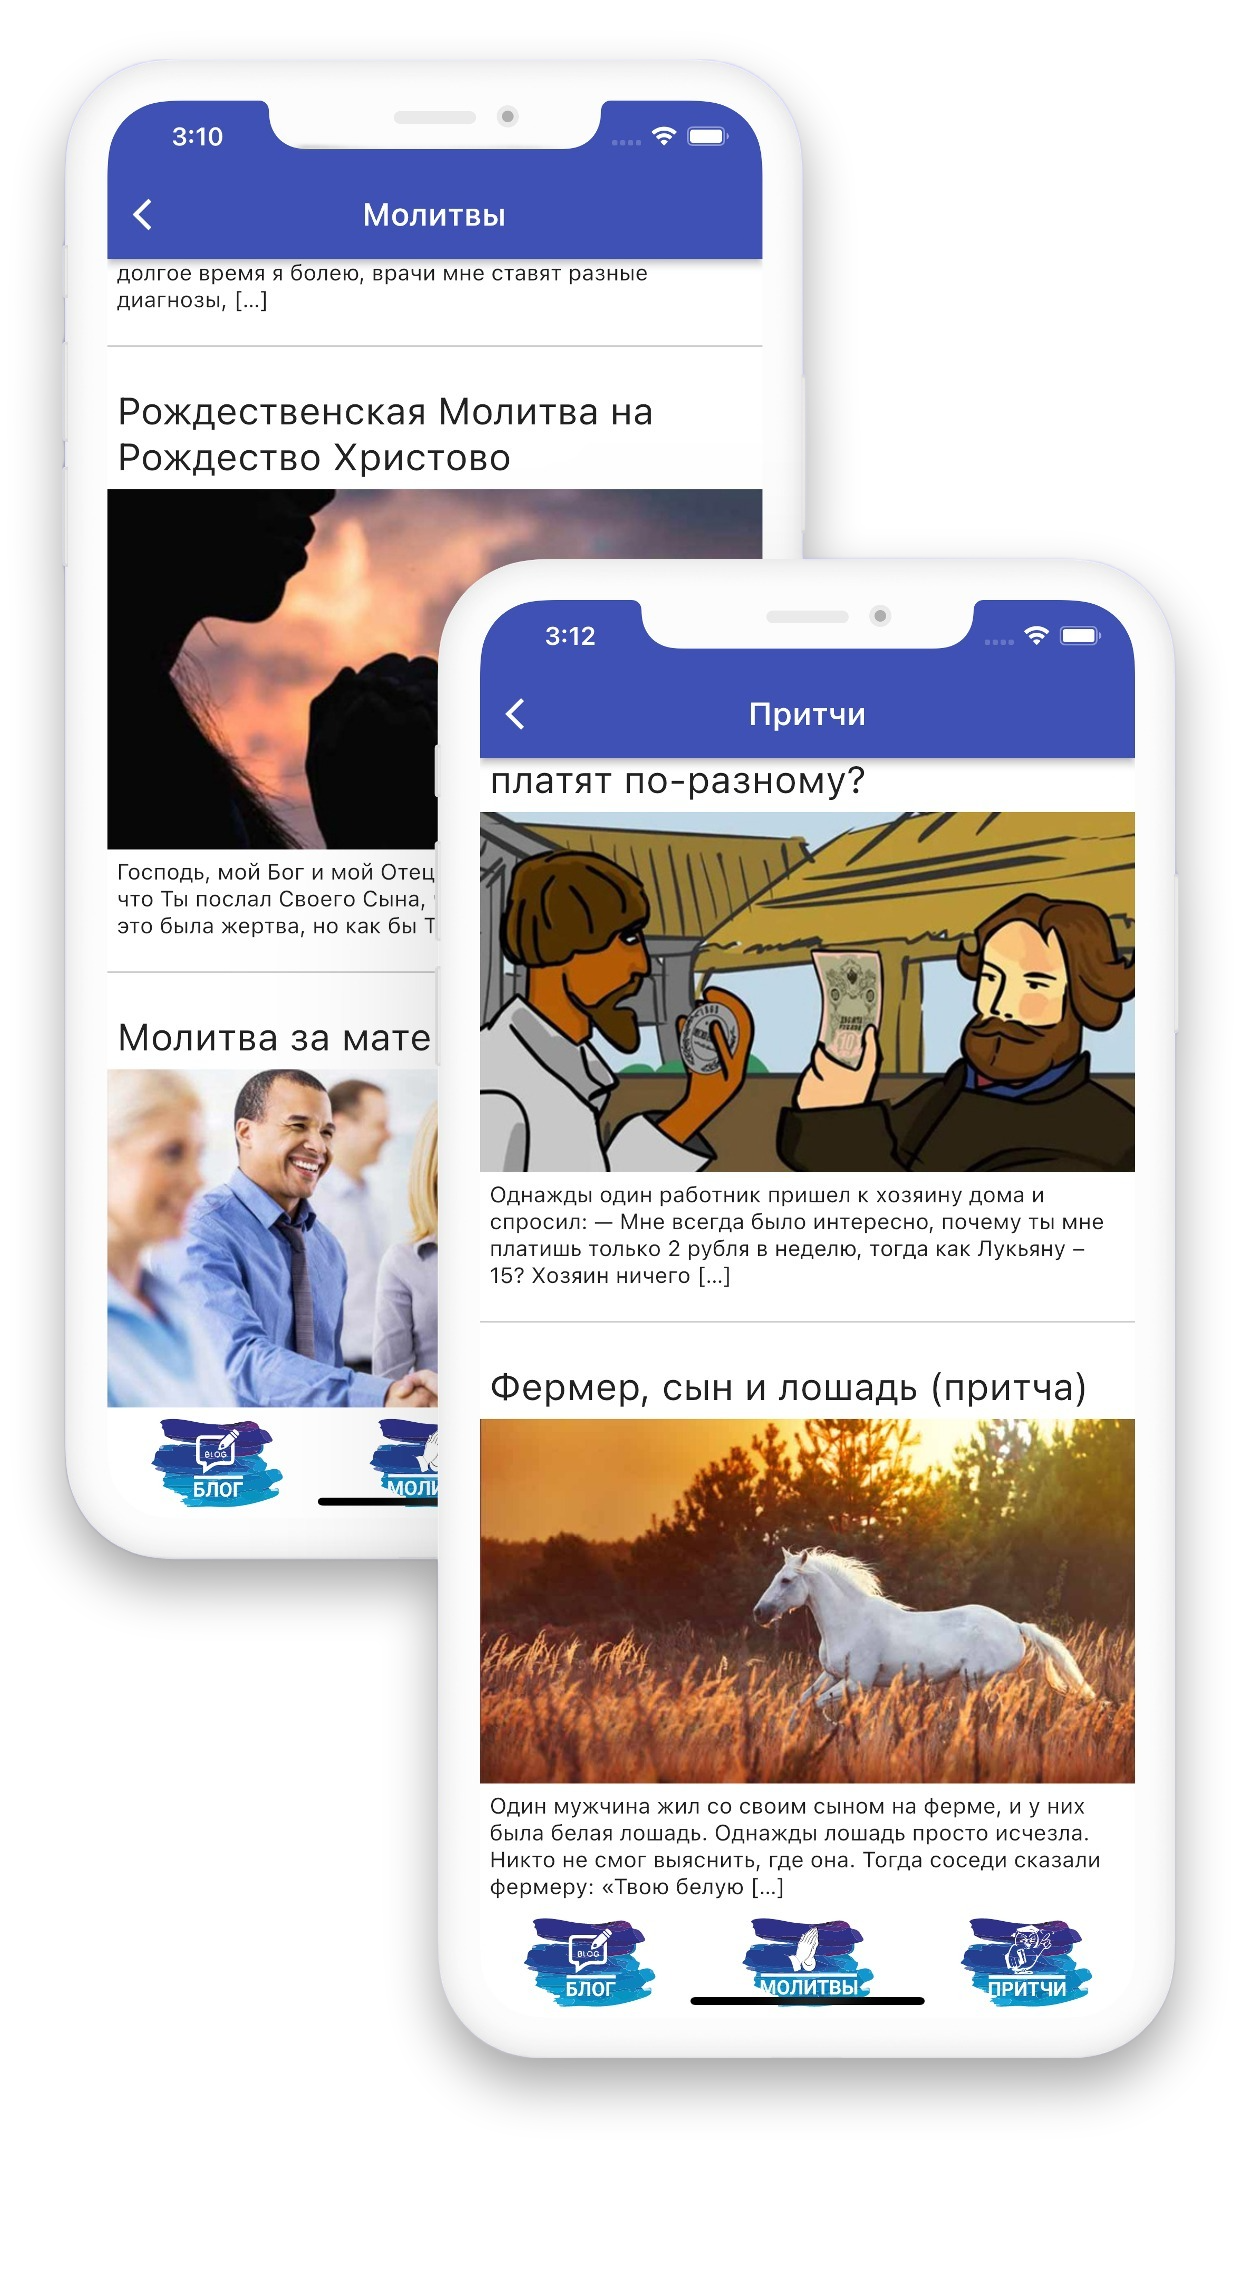 3:10
Молитвы
долгое время я болею, врачи мне ставят разные
диагнозы, [...]
Рождественская Молитва на
Рождество Христово
Господь, мой Бог и мой Отец
что Ты послал Своего Сына,
это была жертва, но как бы Т
Молитва за мате
BLOG
БЛОГ
МОЛИ
3:12
Притчи
платят по-разному?
10
Однажды один работник пришел к хозяину дома и
спросил: — Мне всегда было интересно, почему ты мне
платишь только 2 рубля в неделю, тогда как Лукьяну –
15? Хозяин ничего [...]
Фермер, сын и лошадь (притча)
Один мужчина жил со своим сыном на ферме, и у них
была белая лошадь. Однажды лошадь просто исчезла.
Никто не смог выяснить, где она. Тогда соседи сказали
фермеру: «Твою белую [...]
BLOG
БЛОГ
МОЛИТВЫ
ПРИТЧИ